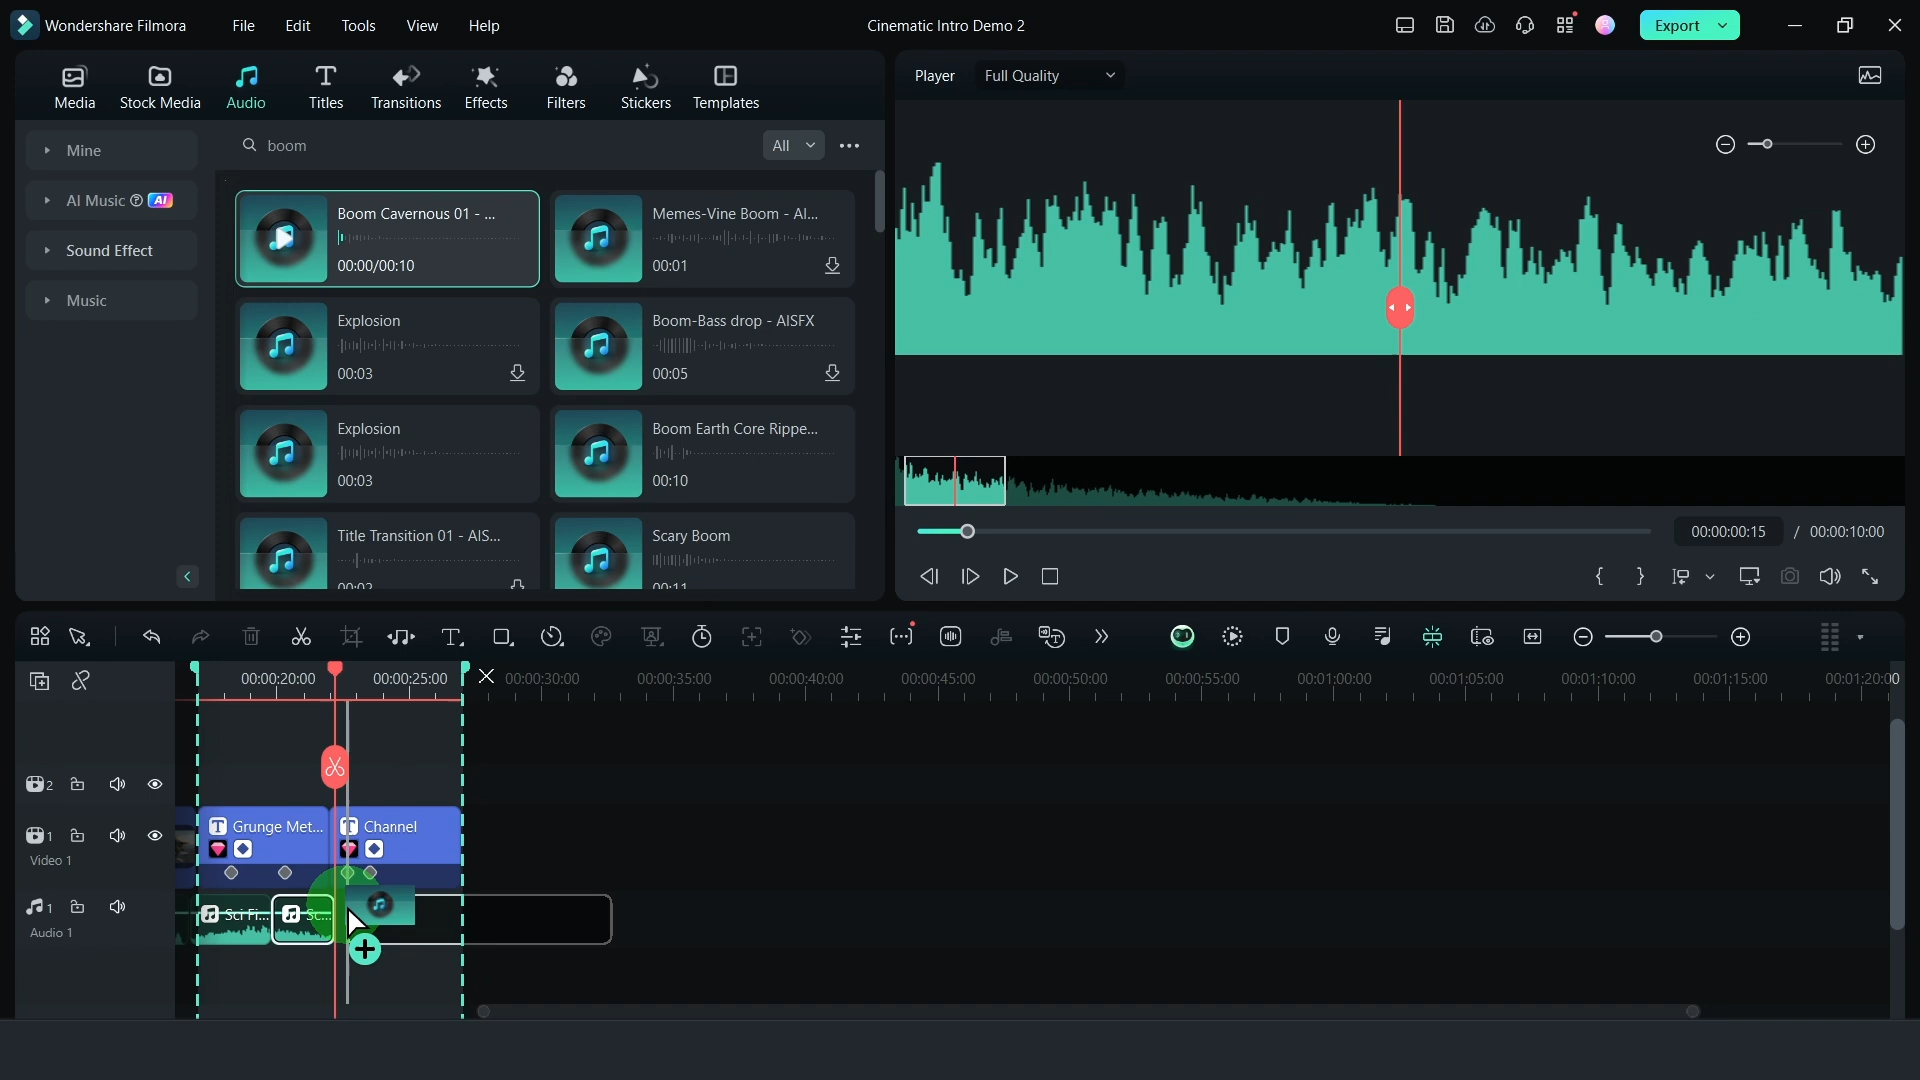 Wondershare Filmora
File Edit Tools View Help
Cinematic Intro Demo 2
Export
Media Stock Media Audio Titles Transitions Effects Filters Stickers Templates
Player Full Quality
Mine
AI Music AI
Sound Effect
Music
boom
All
Boom Cavernous 01 - ...
00:00/00:10
Memes-Vine Boom - AI...
00:01
Explosion
00:03
Boom-Bass drop - AISFX
00:05
Explosion
00:03
Boom Earth Core Rippe...
00:10
Title Transition 01 - AIS...
00:02
Scary Boom
00:11
00:00:00:15 / 00:00:10:00
00:00:20:00 00:00:25:00 00:00:30:00 00:00:35:00 00:00:40:00 00:00:45:00 00:00:50:00 00:00:55:00 00:01:00:00 00:01:05:00 00:01:10:00 00:01:15:00 00:01:20:00
2
1
Video 1
T Grunge Met...
T Channel
1
Audio 1
Sci Fi...
Sc...